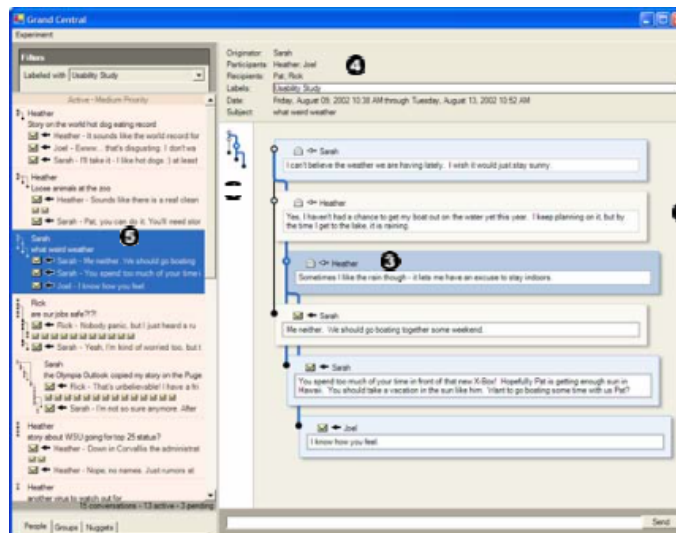 Grand Central
Experiment
Filters
Labeled with Usability Study
Active - Medium Priority
Heather
Story on the world hot dog eating record
Heather - It sounds like the world record for
Joel - Ewww... that's disgusting. I don't wa
Sarah - I'll take it - I like hot dogs :) at least
Heather
Loose animals at the zoo
Heather - Sounds like there is a real clean
Sarah - Pat, you can do it. You'll need stor
Sarah
what weird weather
Sarah - Me neither. We should go boating
Sarah - You spend too much of your time i
Joel - I know how you feel.
5
Rick
are our jobs safe?!?!
Rick - Nobody panic, but I just heard a ru
Sarah - Yeah, I'm kind of worried too, but t
Sarah
the Olympia Outlook copied my story on the Puge
Rick - That's unbelievable! I have a fri
Sarah - I'm not so sure anymore. After
Heather
story about WSU going for top 25 status?
Heather - Down in Corvallis the administrat
Heather - Nope, no names. Just rumors at
Heather
another virus to watch out for
15 conversations - 13 active - 3 pending
People Groups Nuggets
Originator: Sarah
Participants: Heather, Joel
Recipients: Pat, Rick
Labels: Usability Study
Date: Friday, August 09, 2002 10:38 AM through Tuesday, August 13, 2002 10:52 AM
Subject: what weird weather
4
Sarah
I can't believe the weather we are having lately. I wish it would just stay sunny.
Heather
Yes, I haven't had a chance to get my boat out on the water yet this year. I keep planning on it, but by
the time I get to the lake, it is raining.
Heather
3
Sometimes I like the rain though - it lets me have an excuse to stay indoors.
Sarah
Me neither. We should go boating together some weekend.
Sarah
You spend too much of your time in front of that new X-Box! Hopefully Pat is getting enough sun in
Hawaii. You should take a vacation in the sun like him. Want to go boating some time with us Pat?
Joel
I know how you feel.
Send